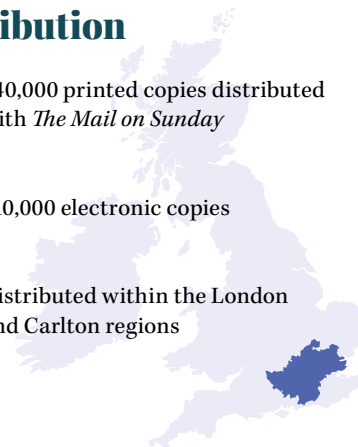 ibution
40,000 printed copies distributed
ith The Mail on Sunday
10,000 electronic copies
istributed within the London
nd Carlton regions